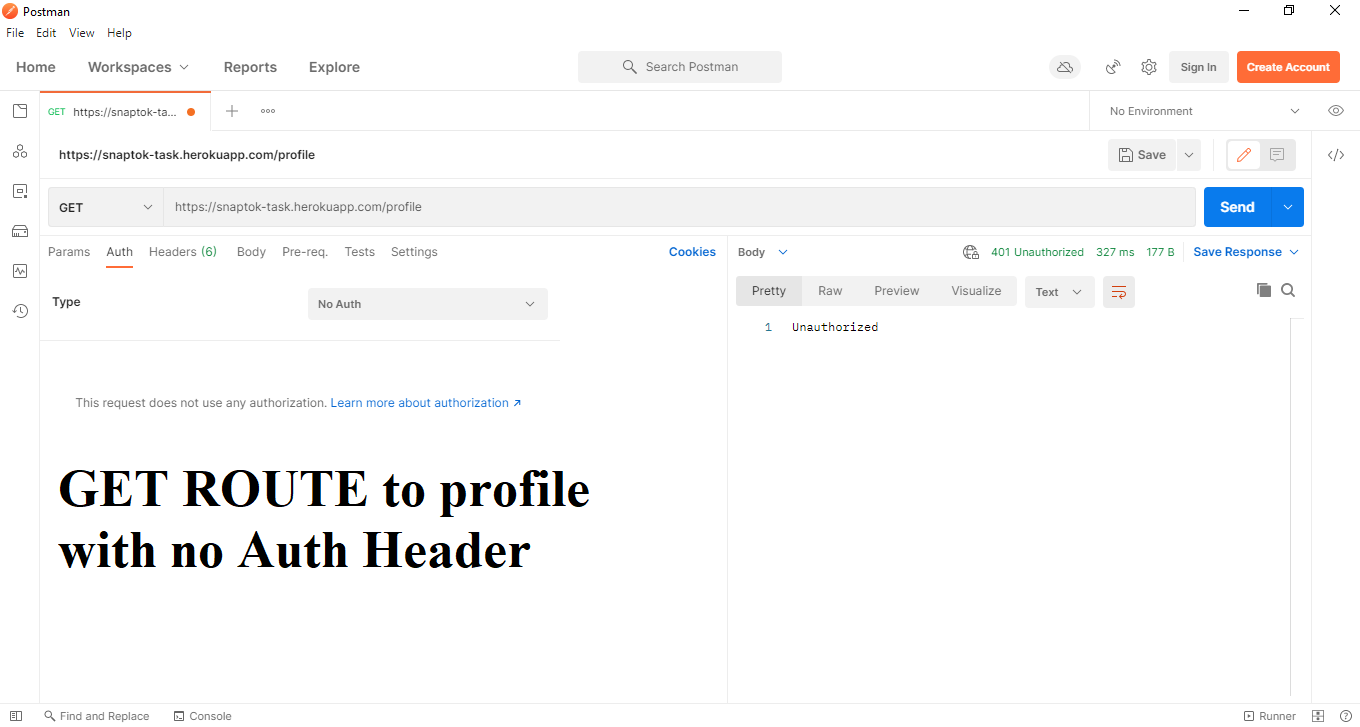 Postman
File Edit View Help
Home Workspaces Reports Explore Search Postman Sign In Create Account
GET https://snaptok-ta... No Environment
https://snaptok-task.herokuapp.com/profile Save
GET https://snaptok-task.herokuapp.com/profile Send
Params Auth Headers (6) Body Pre-req. Tests Settings Cookies
Body 401 Unauthorized 327 ms 177 B Save Response
Type No Auth
Pretty Raw Preview Visualize Text
1 Unauthorized
This request does not use any authorization. Learn more about authorization ↗
GET ROUTE to profile
with no Auth Header
Find and Replace Console Runner